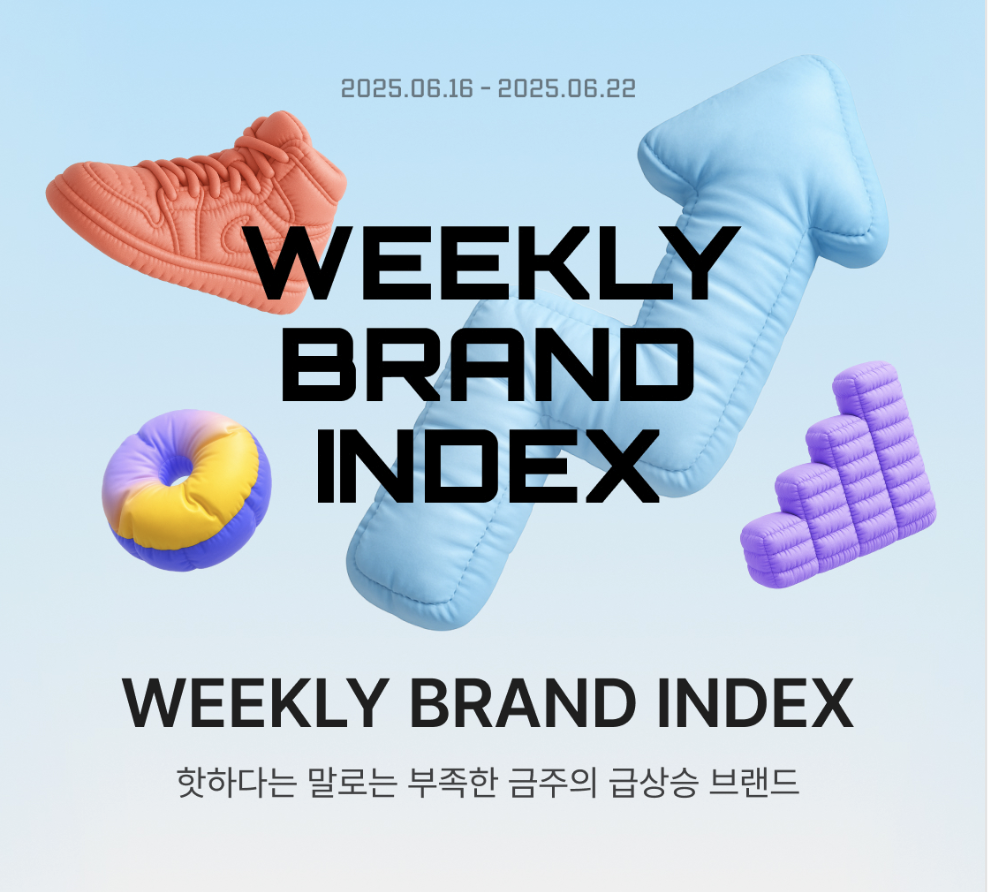 2025.06.16 - 2025.06.22
WEEKLY
BRAND
INDEX
WEEKLY BRAND INDEX
핫하다는 말로는 부족한 금주의 급상승 브랜드